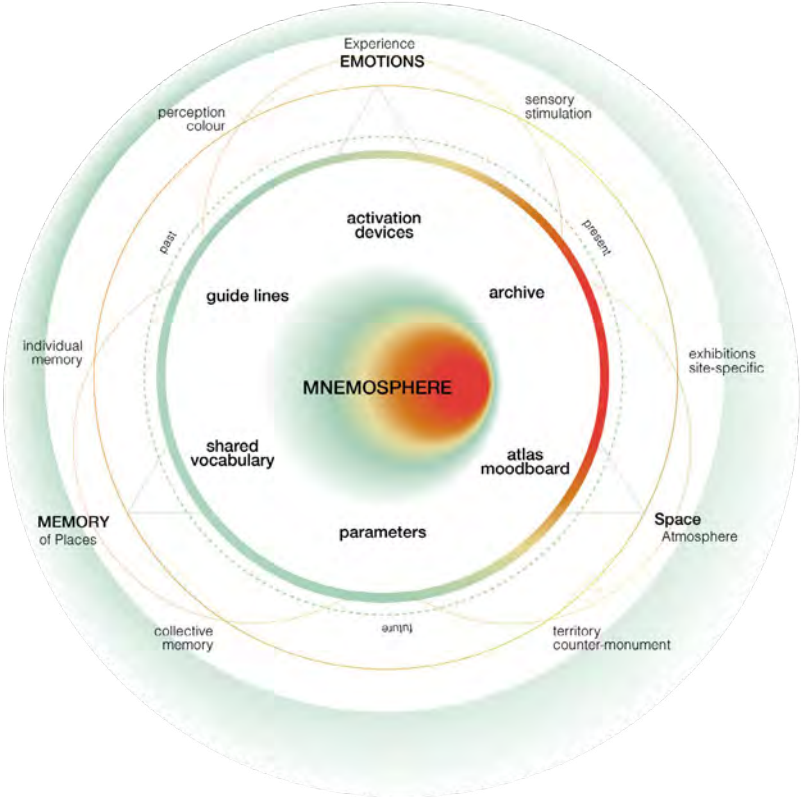 Experience
EMOTIONS
perception
colour
sensory
stimulation
past
present
activation
devices
guide lines
archive
individual
memory
exhibitions
site-specific
MNEMOSPHERE
shared
vocabulary
atlas
moodboard
MEMORY
of Places
parameters
Space
Atmosphere
future
collective
memory
territory
counter-monument